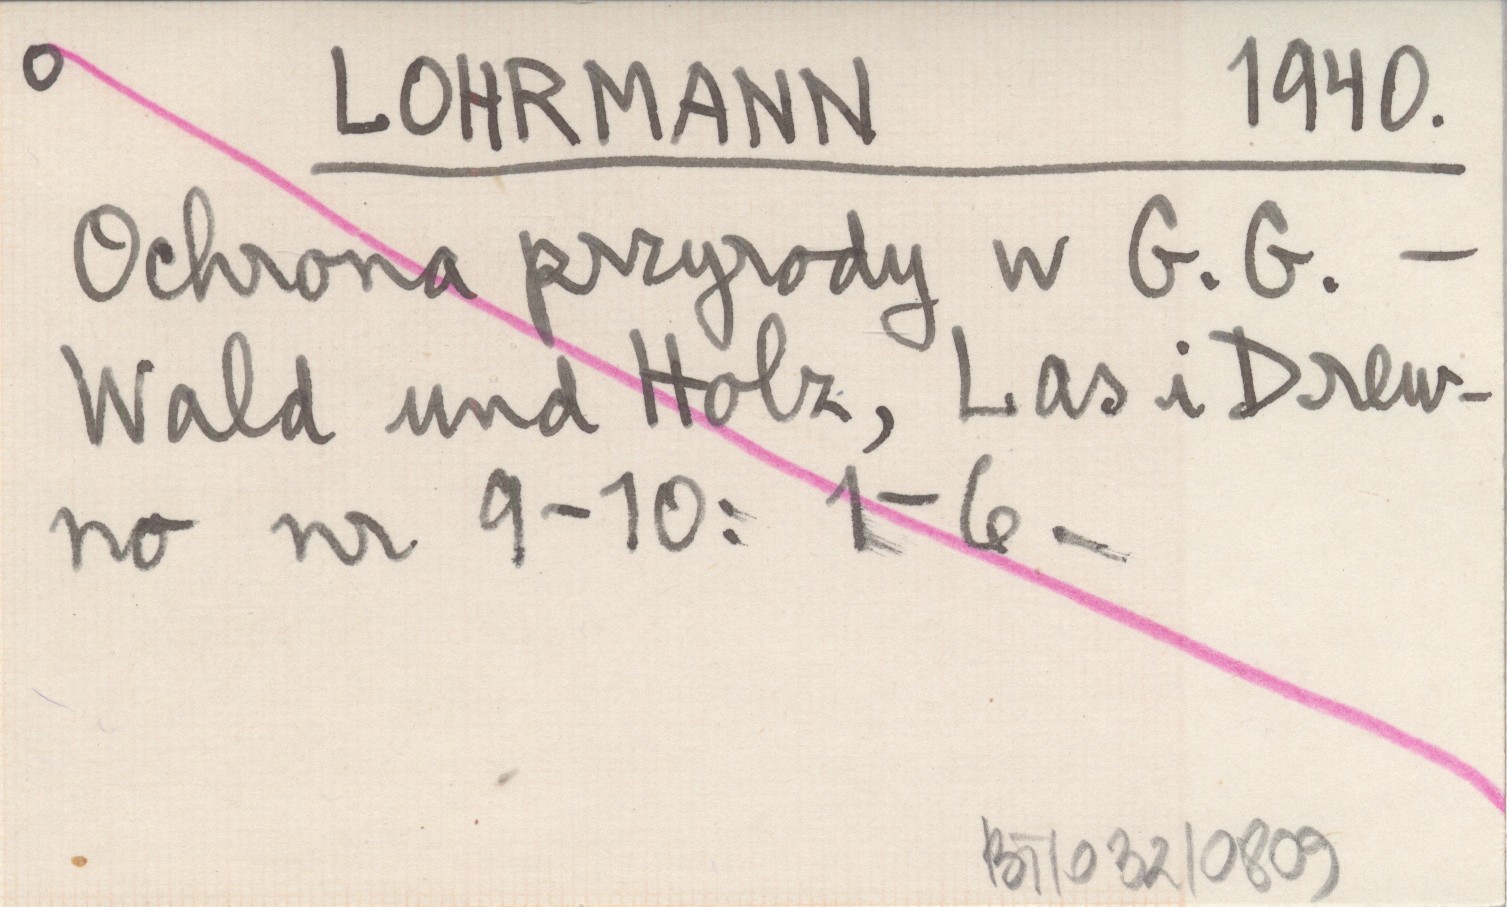 o LOHRMANN 1940.
Ochrona przyrody w G.G. –
Wald und Holz, Las i Drew-
no nr 9-10: 1-6.
BT/032/0809